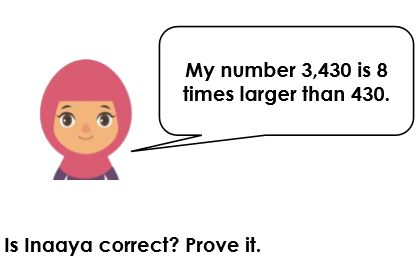 My number 3,430 is 8
times larger than 430.
Is Inaaya correct? Prove it.